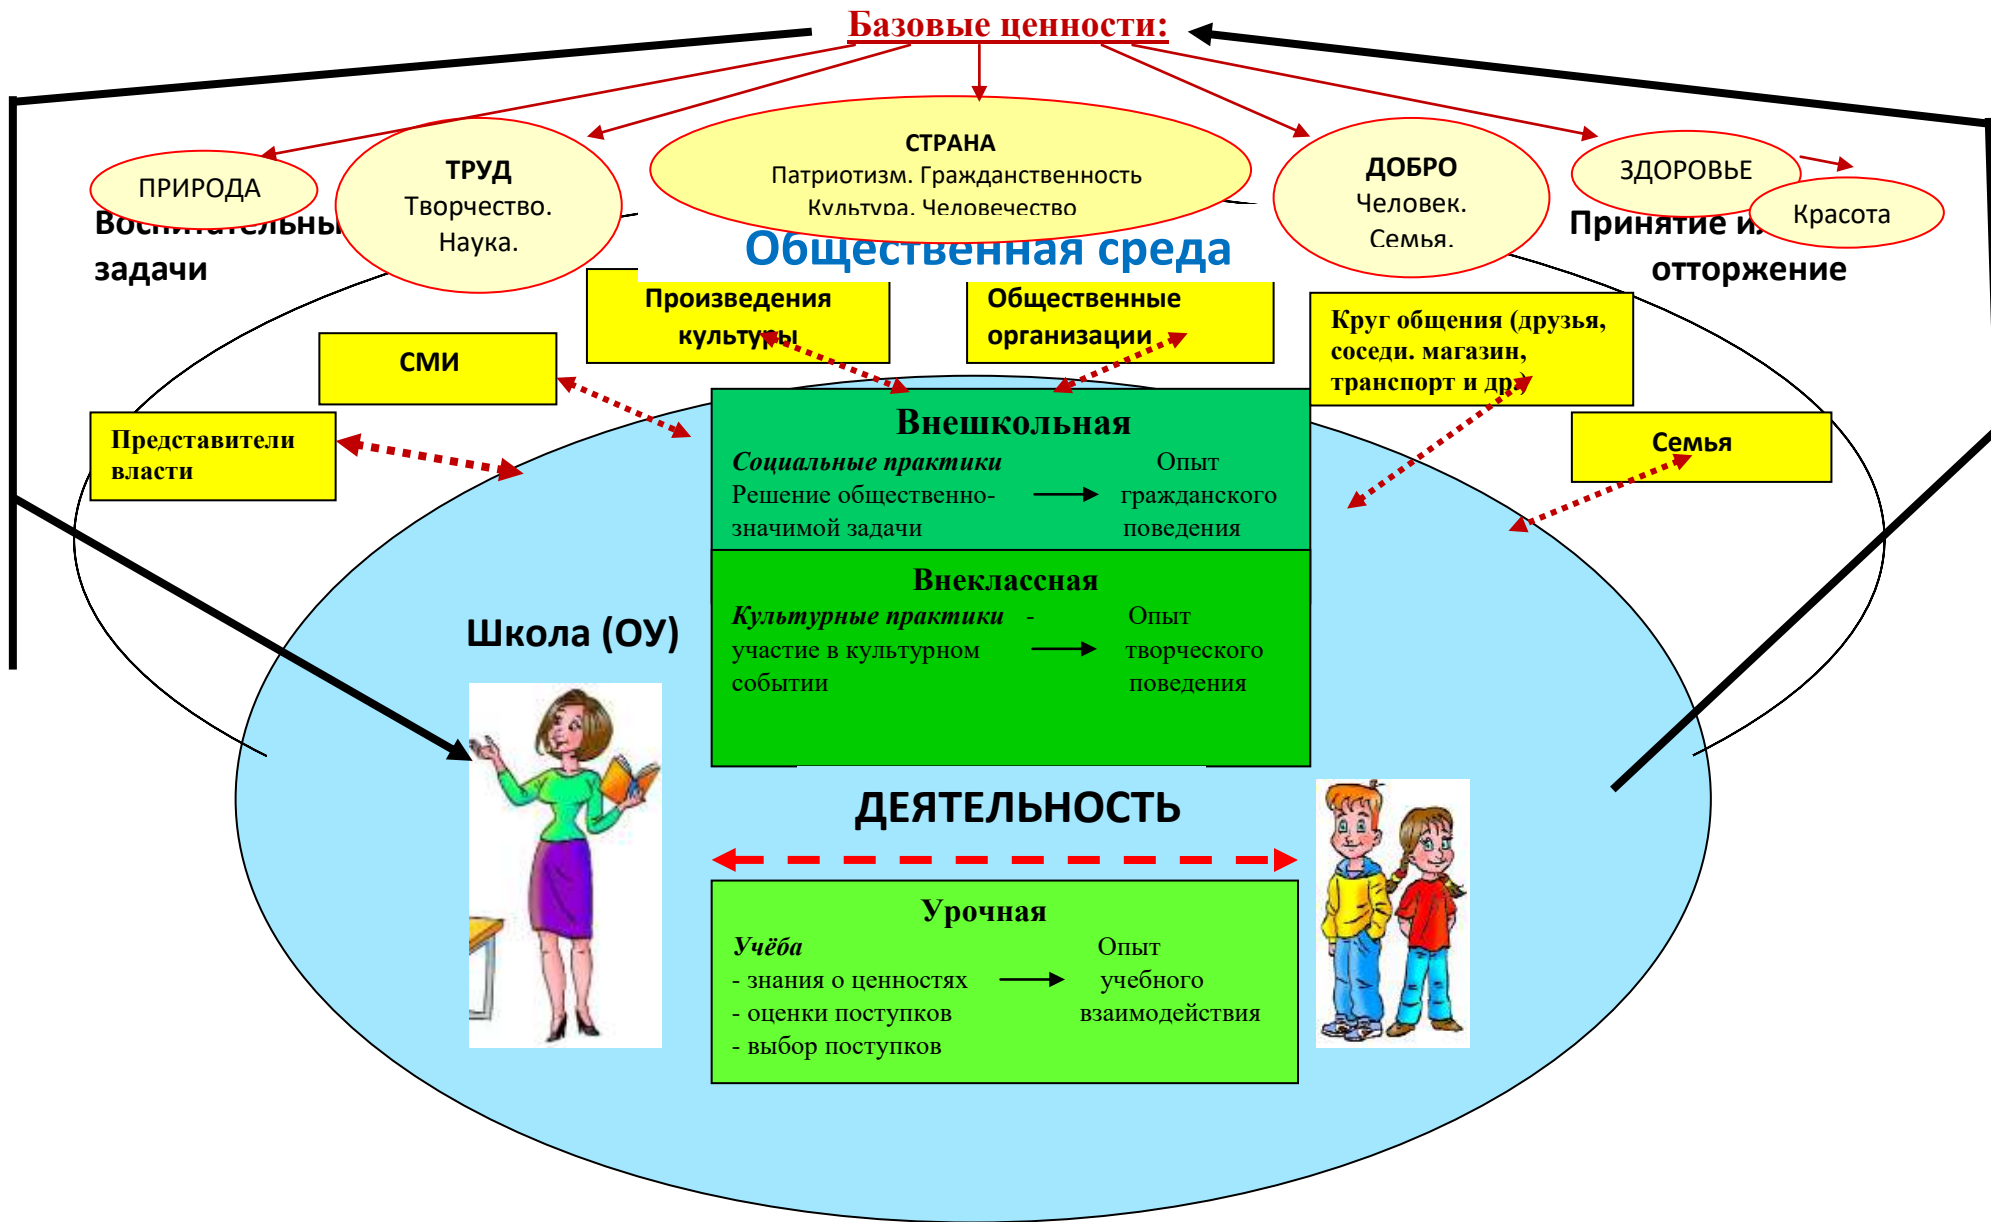 Базовые ценности:
ПРИРОДА
ТРУД
Творчество.
Наука.
СТРАНА
Патриотизм. Гражданственность
Культура. Человечество
ДОБРО
Человек.
Семья.
ЗДОРОВЬЕ
Красота
задачи
Принятие
отторжение
Общественная среда
Произведения
культуры
Общественные
организации
Круг общения (друзья,
соседи. магазин,
транспорт и др.)
СМИ
Представители
власти
Семья
Внешкольная
Социальные практики Опыт
Решение общественно- гражданского
значимой задачи поведения
Внеклассная
Культурные практики - Опыт
участие в культурном творческого
событии поведения
Школа (ОУ)
ДЕЯТЕЛЬНОСТЬ
Урочная
Учёба Опыт
- знания о ценностях учебного
- оценки поступков взаимодействия
- выбор поступков